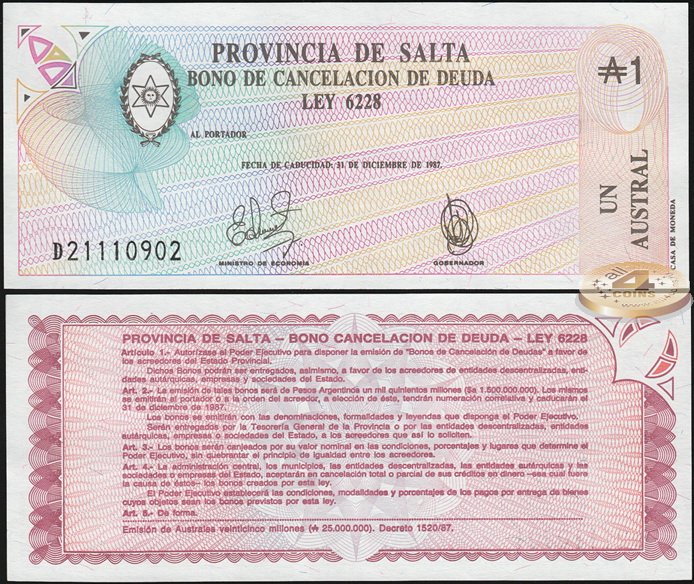 PROVINCIA DE SALTA
BONO DE CANCELACION DE DEUDA
LEY 6228
₳1
AL PORTADOR
FECHA DE CADUCIDAD: 31 DE DICIEMBRE DE 1987.
UN
AUSTRAL
CASA DE MONEDA
D21110902
MINISTRO DE ECONOMIA
GOBERNADOR
all
4
COINS
www.
PROVINCIA DE SALTA – BONO CANCELACION DE DEUDA – LEY 6228
Artículo 1.- Autorízase el Poder Ejecutivo para disponer la emisión de "Bonos de Cancelación de Deudas" a favor de
los acreedores del Estado Provincial.
Dichos Bonos podrán ser entregados, asimismo, a favor de los acreedores de entidades descentralizadas, enti-
dades autárquicas, empresas y sociedades del Estado.
Art. 2.- La emisión de tales bonos será de Pesos Argentinos un mil quinientos millones ($a 1.500.000.000). Los mismos
se emitirán al portador o a la orden del acreedor, a elección de ésta, tendrán numeración correlativa y caducarán el
31 de diciembre de 1987.
Los bonos se emitirán con las denominaciones, formalidades y leyendas que disponga el Poder Ejecutivo.
Serán entregados por la Tesorería General de la Provincia o por las entidades descentralizadas, entidades
autárquicas, empresas o sociedades del Estado, a los acreedores que así lo soliciten.
Art. 3.- Los bonos serán canjeados por su valor nominal en las condiciones, porcentajes y lugares que determine el
Poder Ejecutivo, sin quebrantar el principio de igualdad entre los acreedores.
Art. 4.- La administración central, los municipios, las entidades descentralizadas, las entidades autárquicas y las
sociedades o empresas del Estado, aceptarán en cancelación total o parcial de sus créditos en dinero -sea cual fuere
la causa de éstos- los bonos creados por esta ley.
El Poder Ejecutivo establecerá las condiciones, modalidades y porcentajes de los pagos por entrega de bienes
cuyos objetos sean los bonos previstos por esta ley.
Art. 5.- De forma.
Emisión de Australes veinticinco millones (₳ 25.000.000). Decreto 1520/87.